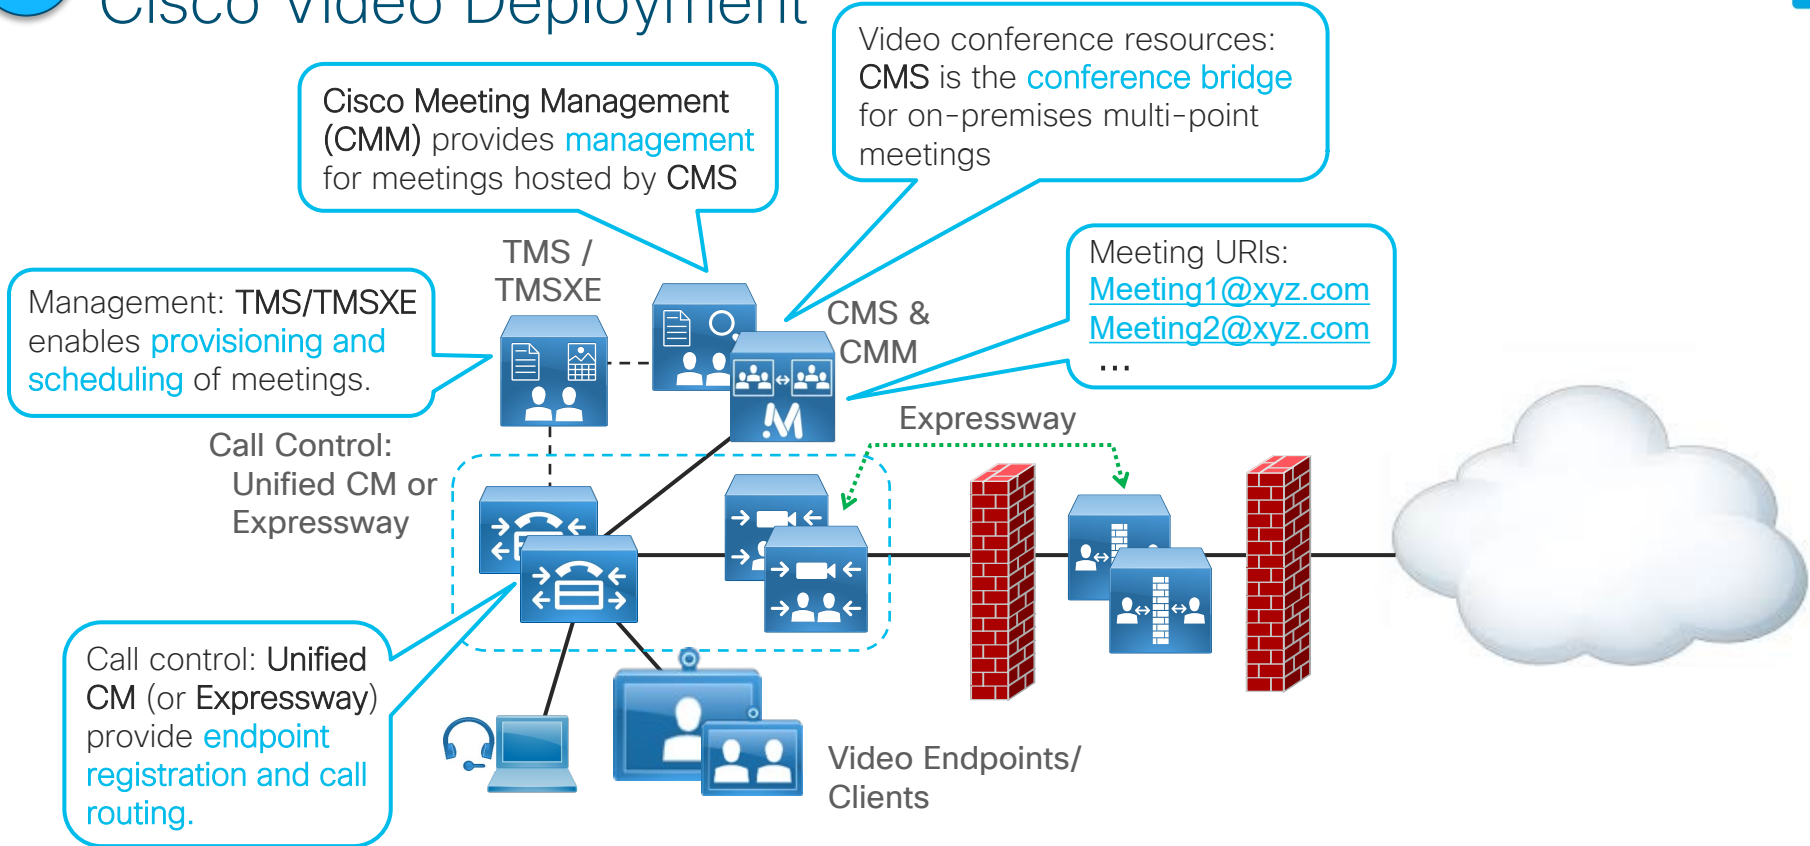 Cisco Video Deployment
Video conference resources:
CMS is the conference bridge
for on-premises multi-point
meetings
Cisco Meeting Management
(CMM) provides management
for meetings hosted by CMS
TMS /
TMSXE
Meeting URIs:
Meeting1@xyz.com
Meeting2@xyz.com
...
Management: TMS/TMSXE
enables provisioning and
scheduling of meetings.
CMS &
CMM
Expressway
Call Control:
Unified CM or
Expressway
Call control: Unified
CM (or Expressway)
provide endpoint
registration and call
routing.
Video Endpoints/
Clients